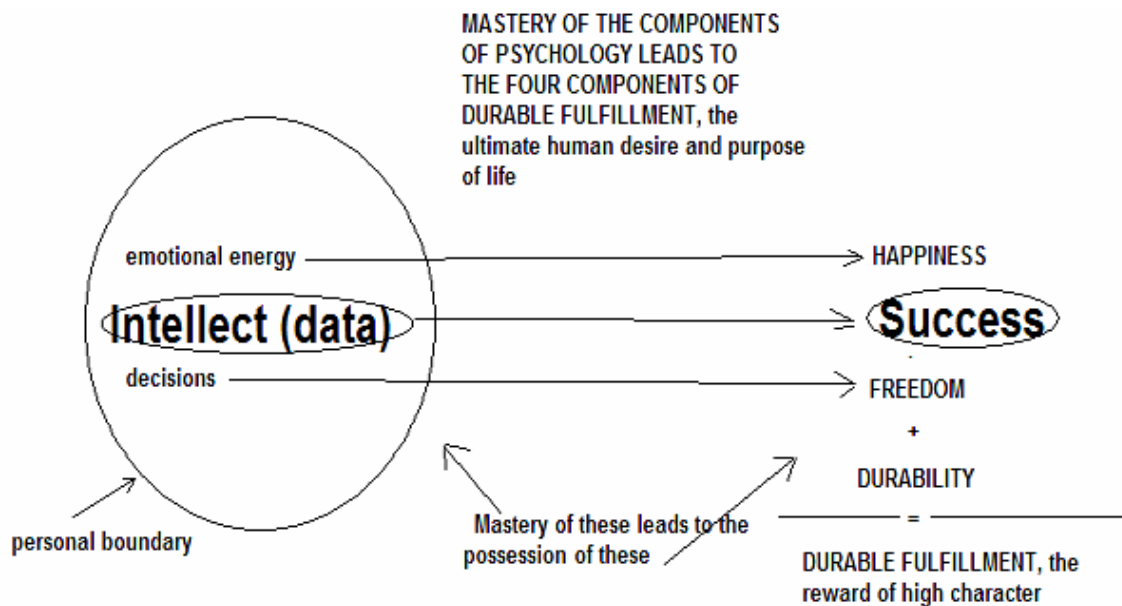 MASTERY OF THE COMPONENTS
OF PSYCHOLOGY LEADS TO
THE FOUR COMPONENTS OF
DURABLE FULFILLMENT, the
ultimate human desire and purpose
of life
emotional energy
HAPPINESS
Intellect (data)
Success
decisions
FREEDOM
+
DURABILITY
=
personal boundary
Mastery of these leads to the
possession of these
DURABLE FULFILLMENT, the
reward of high character